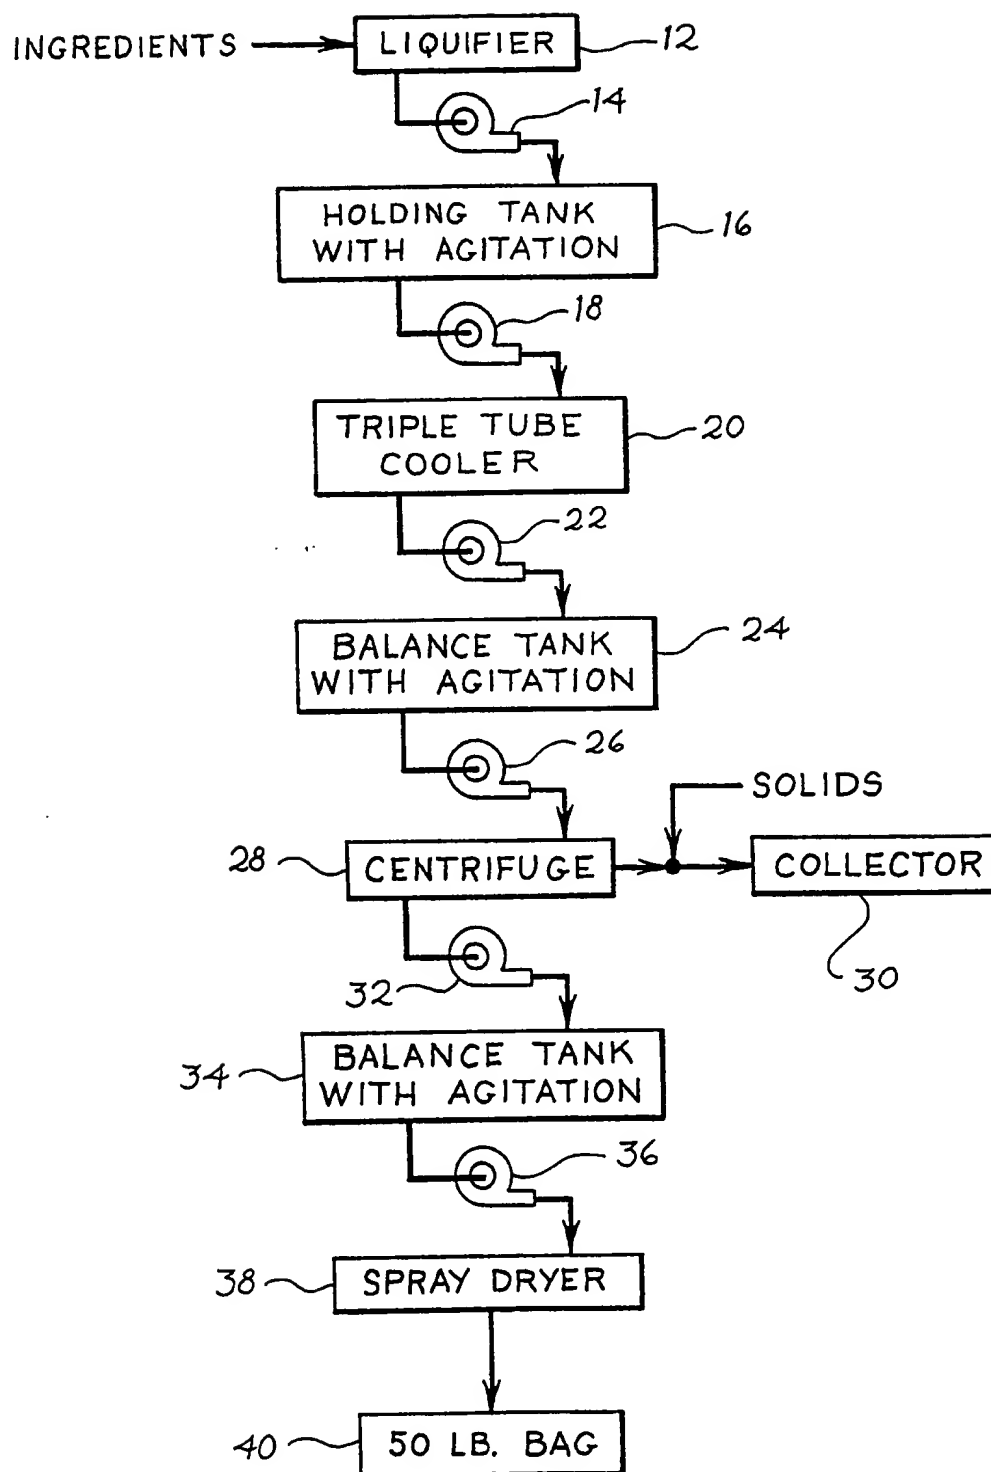 INGREDIENTS
LIQUIFIER
12
14
HOLDING TANK
WITH AGITATION
16
18
TRIPLE TUBE
COOLER
20
22
BALANCE TANK
WITH AGITATION
24
26
SOLIDS
28
CENTRIFUGE
COLLECTOR
30
32
34
BALANCE TANK
WITH AGITATION
36
38
SPRAY DRYER
40
50 LB. BAG